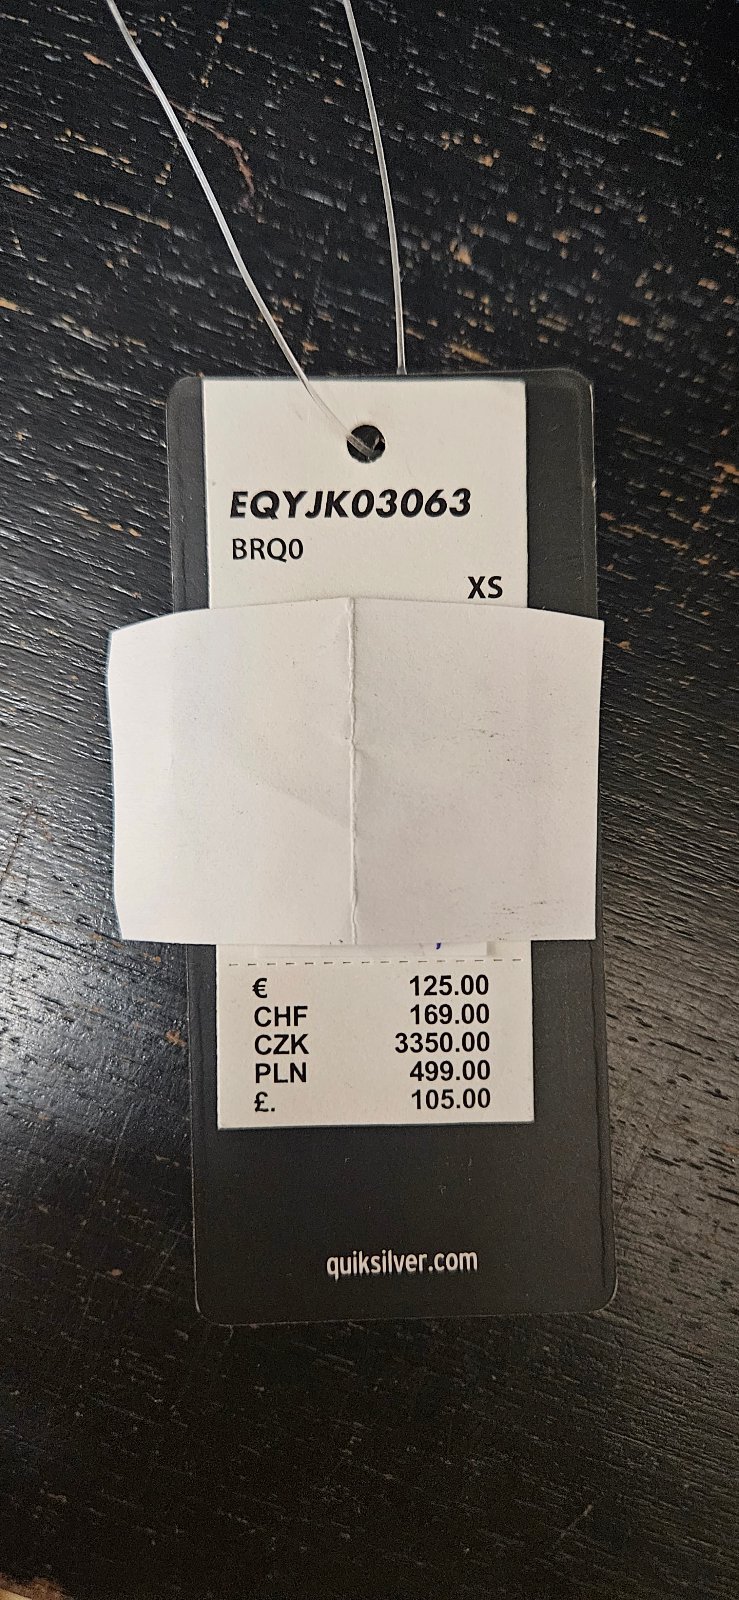 EQYJK03063
BRQ0
XS
€ 125.00
CHF 169.00
CZK 3350.00
PLN 499.00
£. 105.00
quiksilver.com